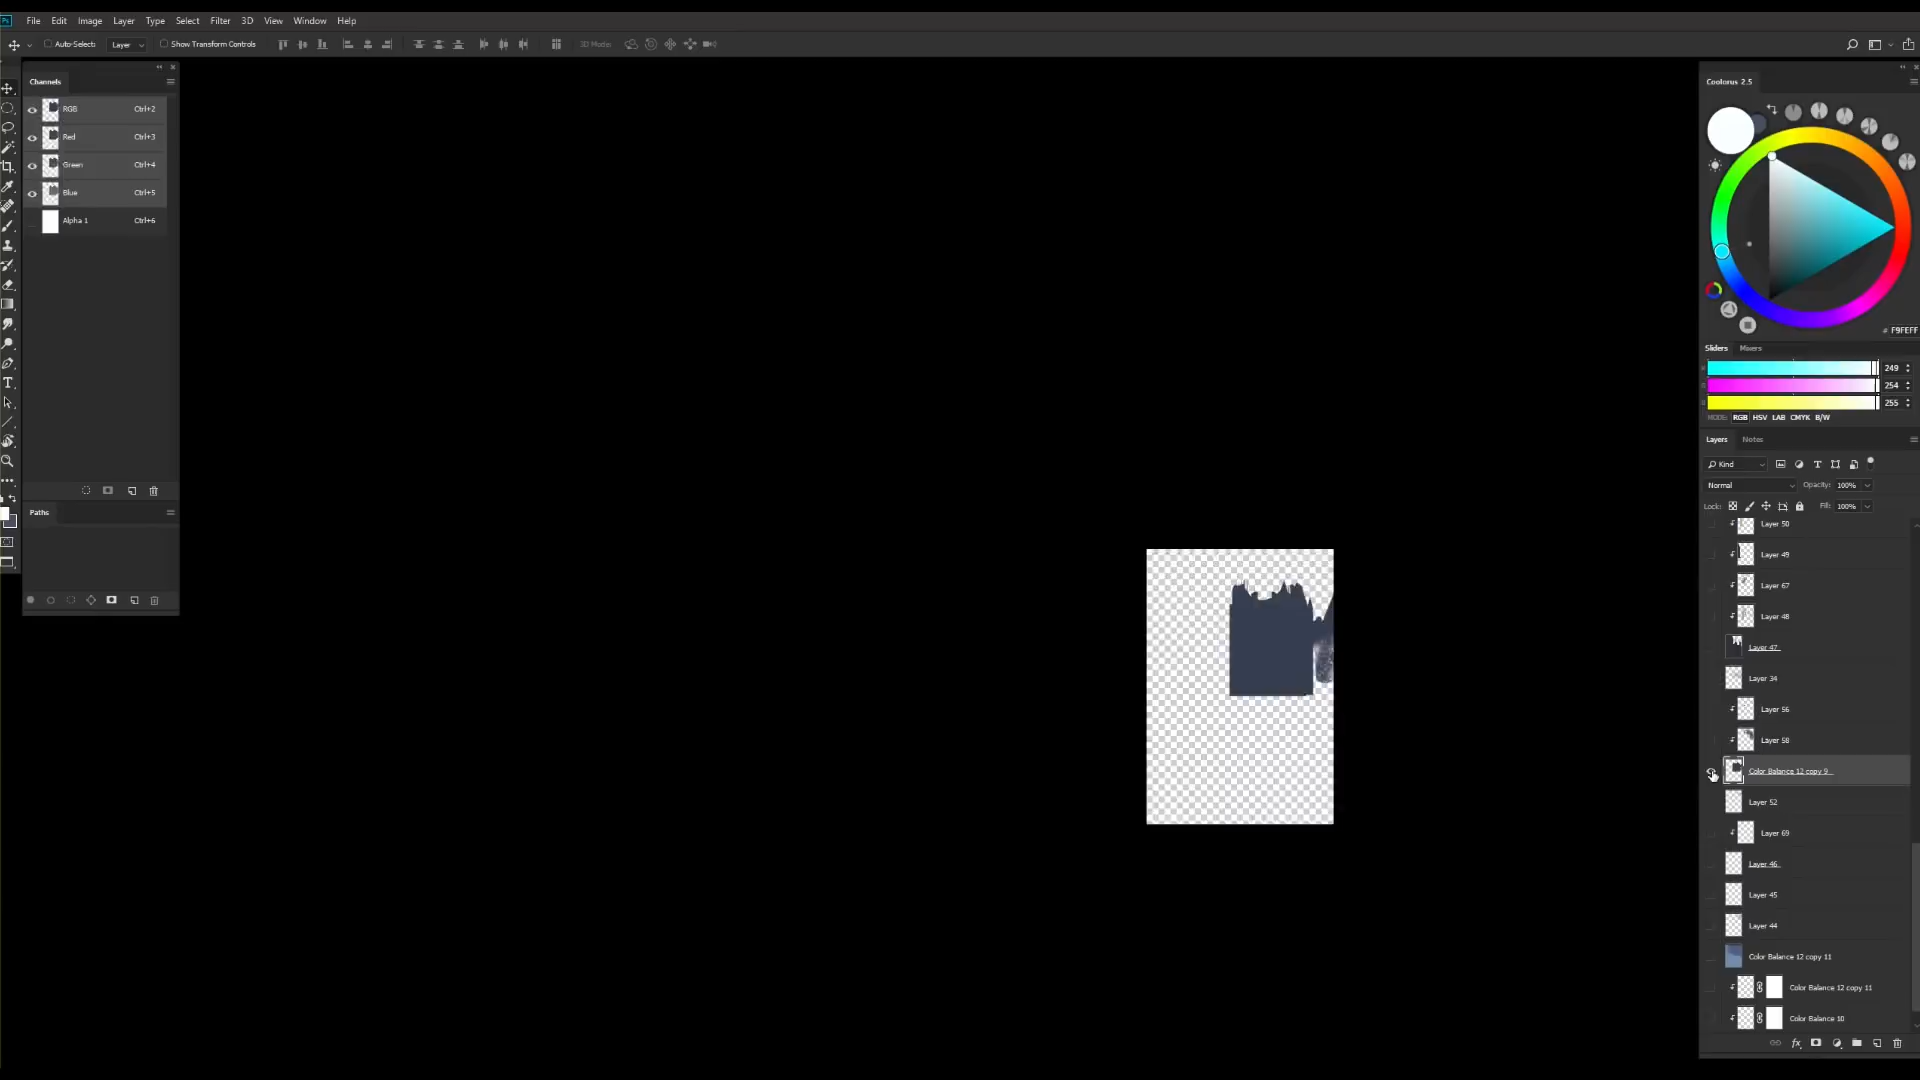 Ps File Edit Image Layer Type Select Filter 3D View Window Help
Auto-Select: Layer Show Transform Controls 3D Mode:
Channels
RGB Ctrl+2
Red Ctrl+3
Green Ctrl+4
Blue Ctrl+5
Alpha 1 Ctrl+6
Paths
Coolorus 2.5
# F9FEFF
Sliders Mixers
249
254
255
MODE: RGB HSV LAB CMYK B/W
Layers Notes
Kind
Normal Opacity: 100%
Lock: Fill: 100%
Layer 50
Layer 49
Layer 67
Layer 48
Layer 47
Layer 34
Layer 56
Layer 58
Color Balance 12 copy 9
Layer 52
Layer 69
Layer 46
Layer 45
Layer 44
Color Balance 12 copy 11
Color Balance 12 copy 11
Color Balance 10
fx